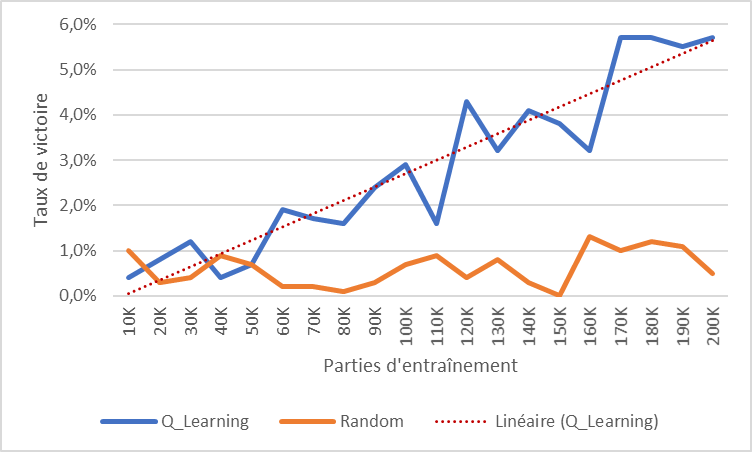 6,0%
5,0%
4,0%
3,0%
2,0%
1,0%
0,0%
Taux de victoire
10K
20K
30K
40K
50K
60K
70K
80K
90K
100K
110K
120K
130K
140K
150K
160K
170K
180K
190K
200K
Parties d'entraînement
Q_Learning
Random
Linéaire (Q_Learning)